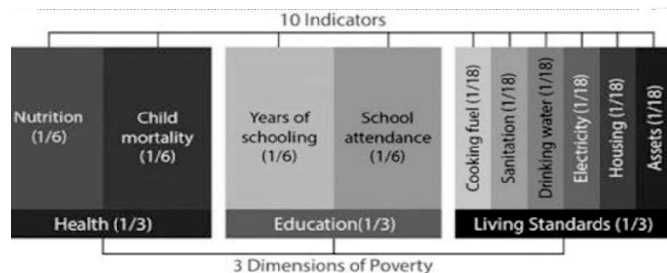 10 Indicators
Nutrition
(1/6)
Child
mortality
(1/6)
Years of
schooling
(1/6)
School
attendance
(1/6)
Cooking fuel (1/18)
Sanitation (1/18)
Drinking water (1/18)
Electricity (1/18)
Housing (1/18)
Assets (1/18)
Health (1/3)
Education(1/3)
Living Standards (1/3)
3 Dimensions of Poverty